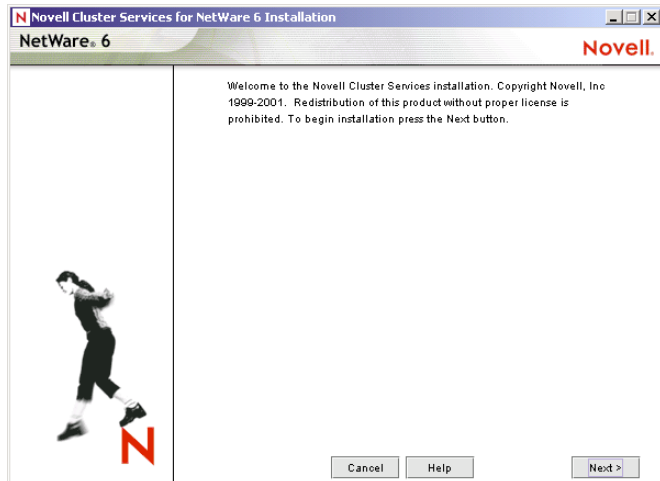 Novell Cluster Services for NetWare 6 Installation
NetWare® 6
Novell.
Welcome to the Novell Cluster Services installation. Copyright Novell, Inc
1999-2001. Redistribution of this product without proper license is
prohibited. To begin installation press the Next button.
N
Cancel Help Next >